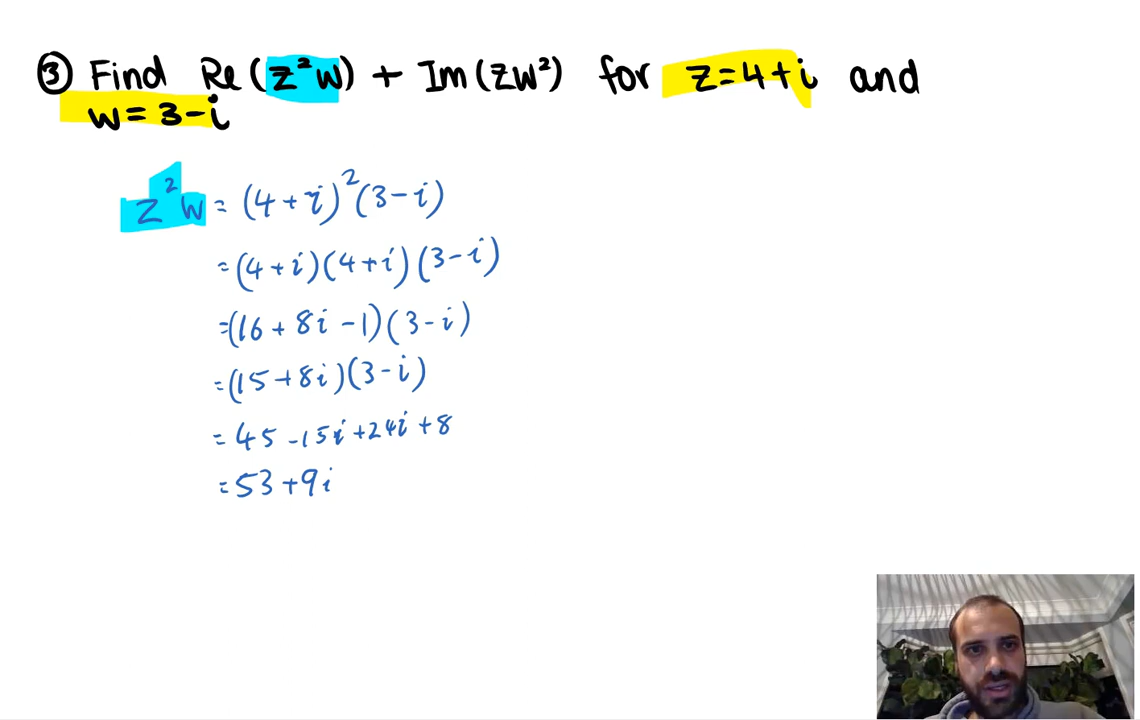 ③ Find Re(z²w) + Im(zw²) for z=4+i and
w=3-i
z²w = (4+i)²(3-i)
=(4+i)(4+i)(3-i)
=(16+8i-1)(3-i)
=(15+8i)(3-i)
=45-15i+24i+8
=53+9i